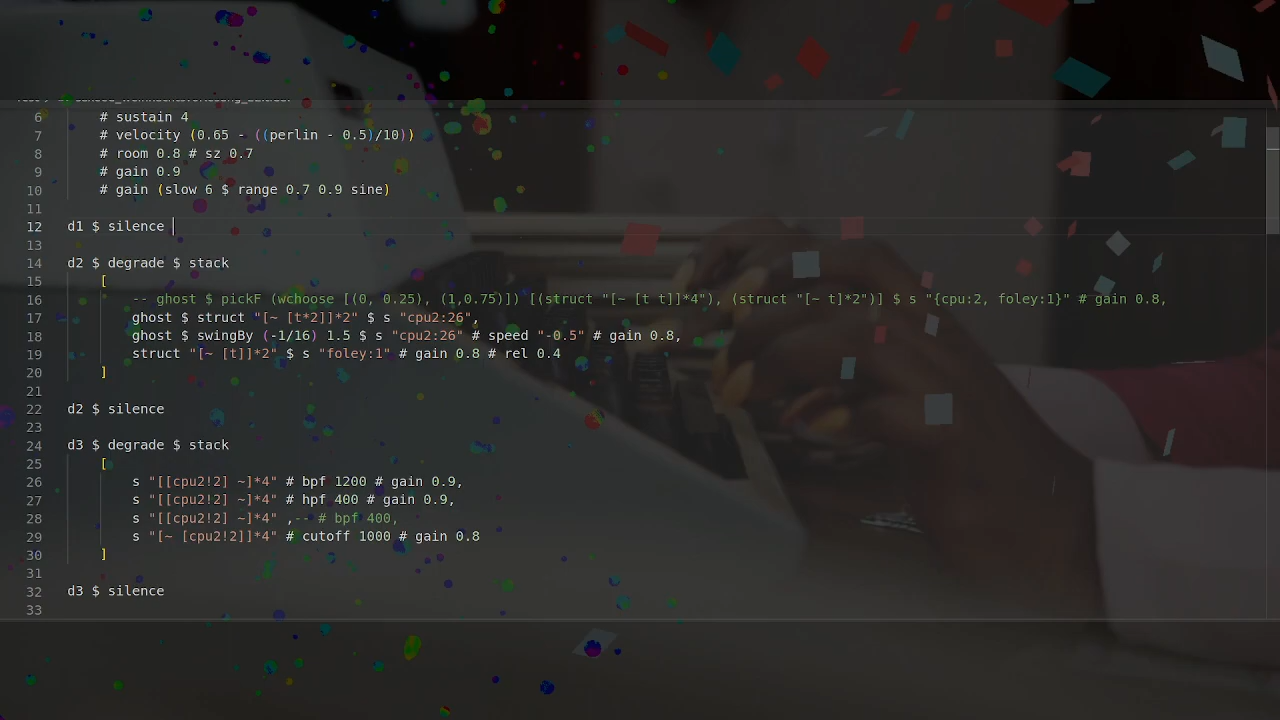 6 # sustain 4
7 # velocity (0.65 - ((perlin - 0.5)/10))
8 # room 0.8 # sz 0.7
9 # gain 0.9
10 # gain (slow 6 $ range 0.7 0.9 sine)
11
12 d1 $ silence
13
14 d2 $ degrade $ stack
15 [
16 -- ghost $ pickF (wchoose [(0, 0.25), (1,0.75)]) [(struct "[~ [t t]]*4"), (struct "[~ t]*2")] $ s "{cpu:2, foley:1}" # gain 0.8,
17 ghost $ struct "[~ [t*2]]*2" $ s "cpu2:26",
18 ghost $ swingBy (-1/16) 1.5 $ s "cpu2:26" # speed "-0.5" # gain 0.8,
19 struct "[~ [t]]*2" $ s "foley:1" # gain 0.8 # rel 0.4
20 ]
21
22 d2 $ silence
23
24 d3 $ degrade $ stack
25 [
26 s "[[cpu2!2] ~]*4" # bpf 1200 # gain 0.9,
27 s "[[cpu2!2] ~]*4" # hpf 400 # gain 0.9,
28 s "[[cpu2!2] ~]*4" ,-- # bpf 400,
29 s "[~ [cpu2!2]]*4" # cutoff 1000 # gain 0.8
30 ]
31
32 d3 $ silence
33